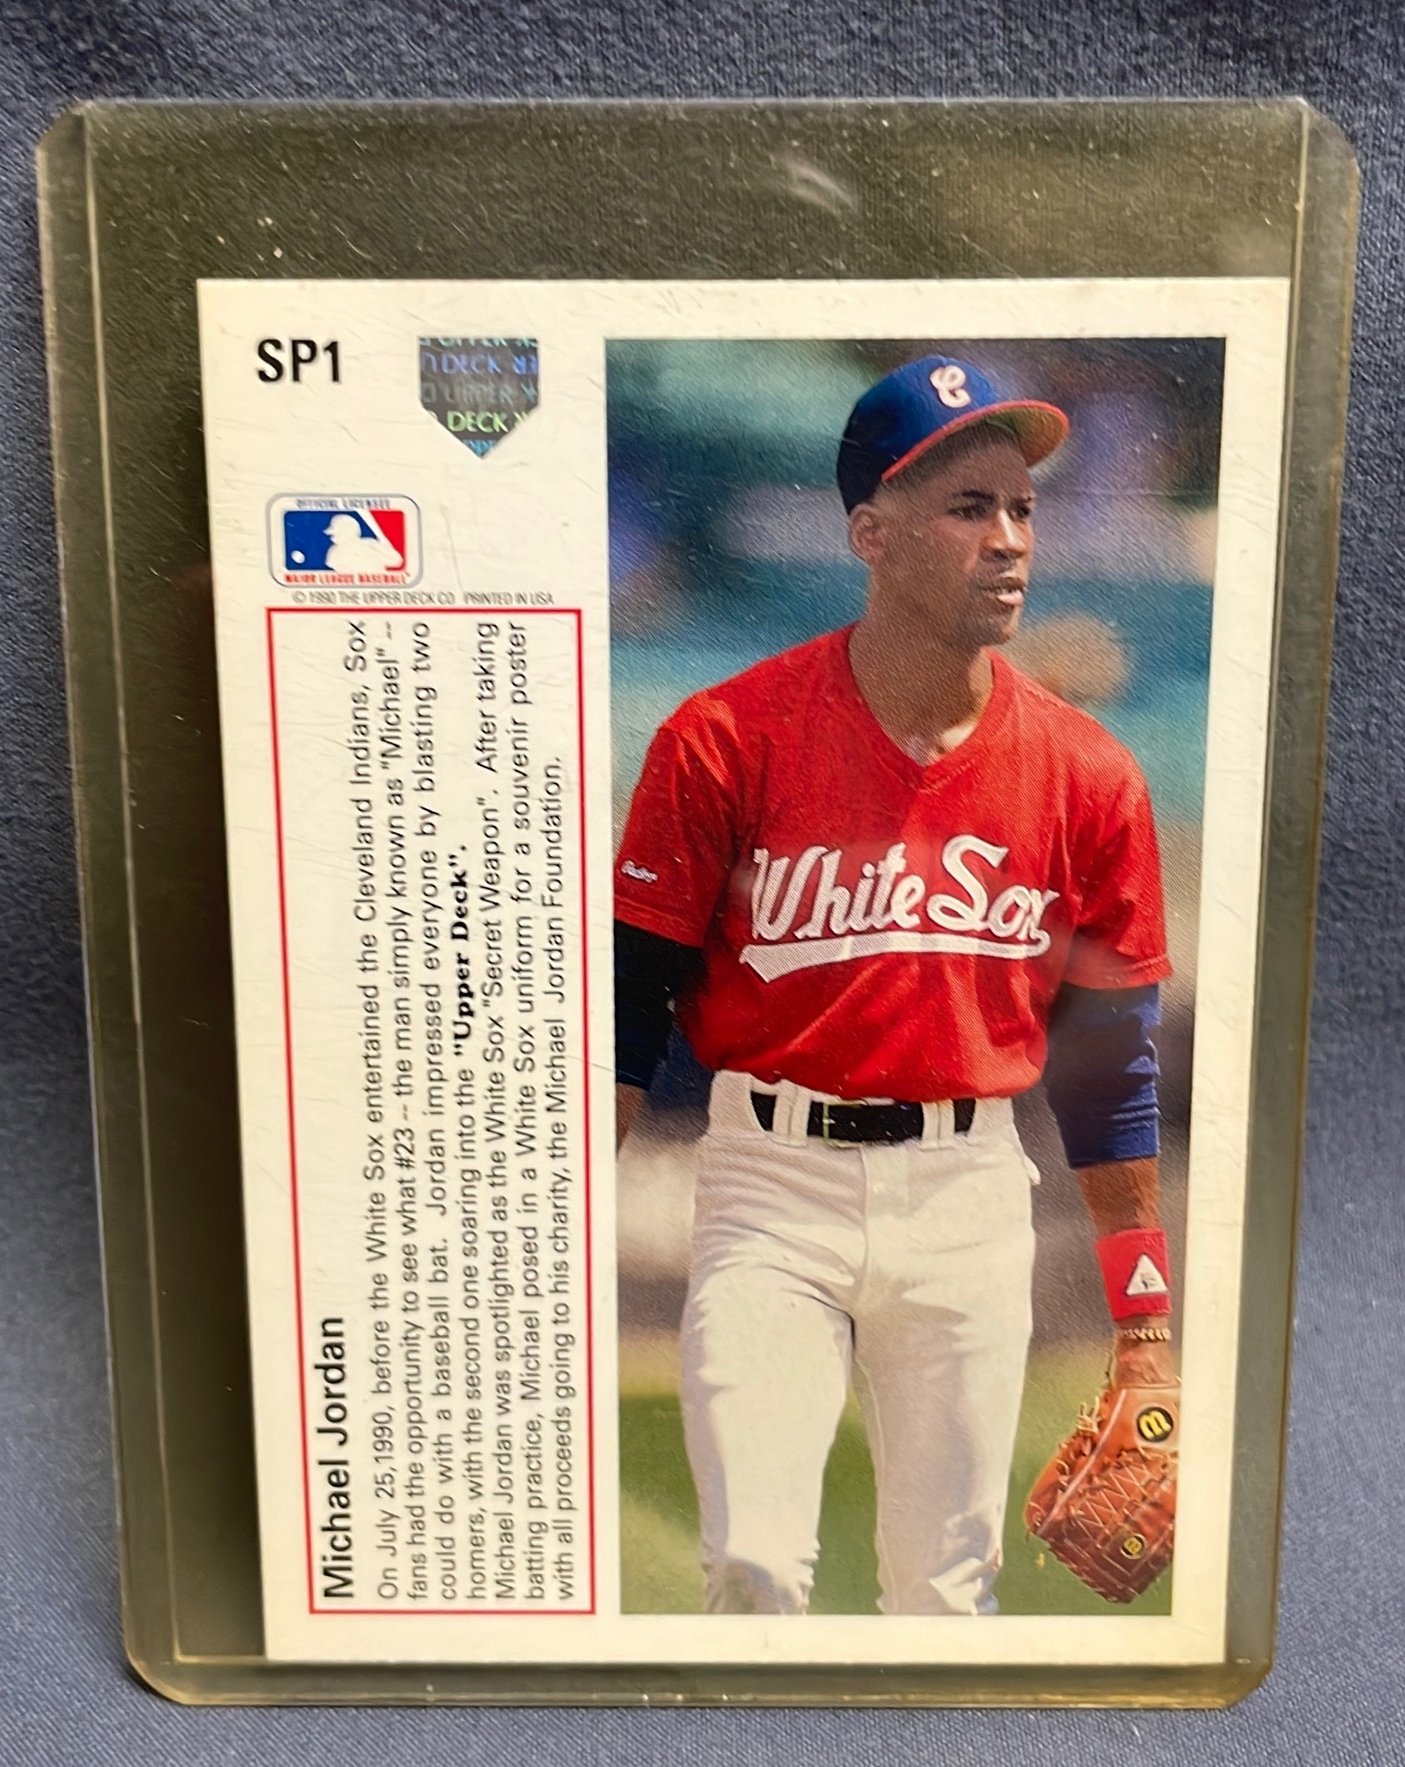 SP1
UPPER DECK
DECK
UPPER
DECK
OFFICIAL LICENSEE
MAJOR LEAGUE BASEBALL
© 1990 THE UPPER DECK CO PRINTED IN USA
Michael Jordan
On July 25,1990, before the White Sox entertained the Cleveland Indians, Sox
fans had the opportunity to see what #23 -- the man simply known as "Michael" --
could do with a baseball bat. Jordan impressed everyone by blasting two
homers, with the second one soaring into the "Upper Deck".
Michael Jordan was spotlighted as the White Sox "Secret Weapon". After taking
batting practice, Michael posed in a White Sox uniform for a souvenir poster
with all proceeds going to his charity, the Michael Jordan Foundation.
C
White Sox
Rawlings